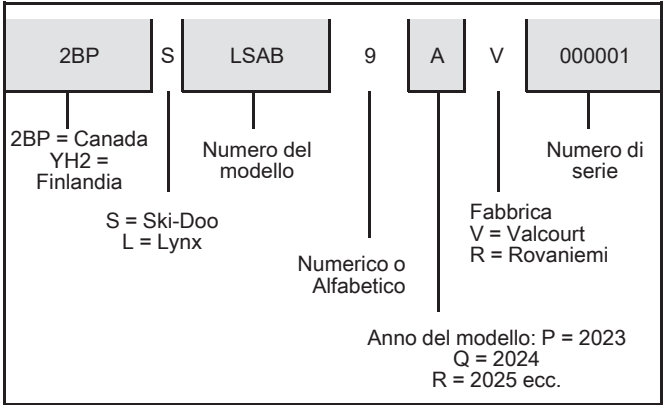 2BP S LSAB 9 A V 000001
2BP = Canada
YH2 =
Finlandia
S = Ski-Doo
L = Lynx
Numero del
modello
Numerico o
Alfabetico
Anno del modello: P = 2023
Q = 2024
R = 2025 ecc.
Fabbrica
V = Valcourt
R = Rovaniemi
Numero di
serie